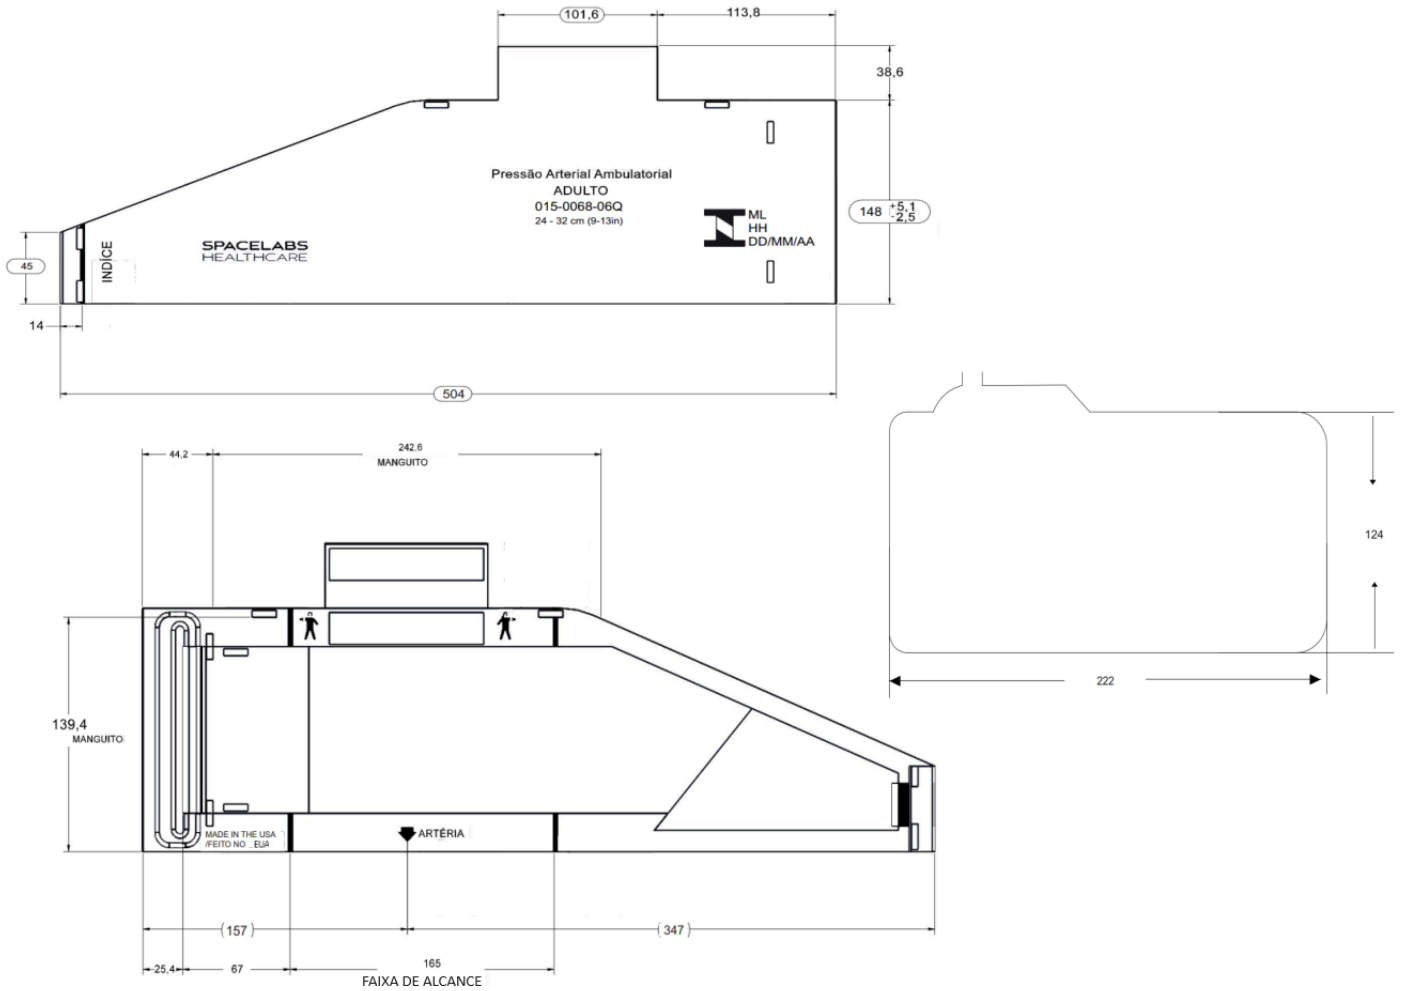 101,6
113,8
38,6
Pressão Arterial Ambulatorial
ADULTO
015-0068-06Q
24 - 32 cm (9-13in)
148 +5,1 -2,5
ML
HH
DD/MM/AA
SPACELABS
HEALTHCARE
INDÍCE
45
14
504
44,2
242,6
MANGUITO
124
222
139,4
MANGUITO
MADE IN THE USA
/FEITO NO EUA
ARTÉRIA
(157)
(347)
25,4
67
165
FAIXA DE ALCANCE